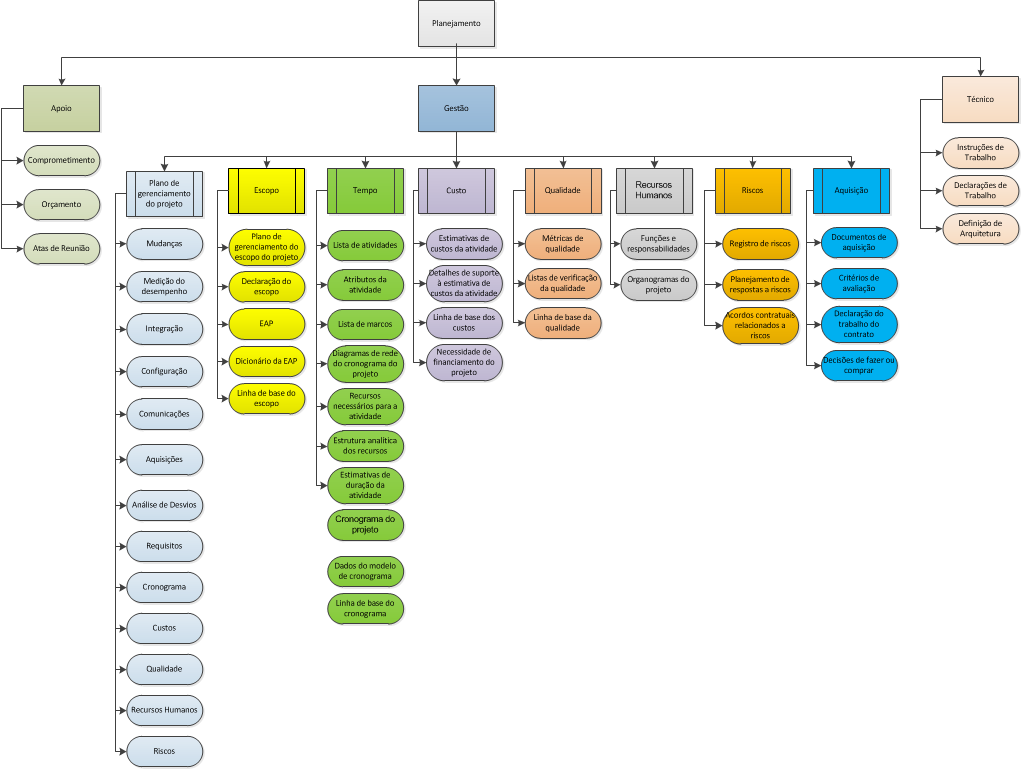 Planejamento
Apoio
Comprometimento
Orçamento
Atas de Reunião
Gestão
Plano de
gerenciamento
do projeto
Mudanças
Medição do
desempenho
Integração
Configuração
Comunicações
Aquisições
Análise de Desvios
Requisitos
Cronograma
Custos
Qualidade
Recursos Humanos
Riscos
Escopo
Plano de
gerenciamento do
escopo do projeto
Declaração do
escopo
EAP
Dicionário da EAP
Linha de base do
escopo
Tempo
Lista de atividades
Atributos da
atividade
Lista de marcos
Diagramas de rede
do cronograma do
projeto
Recursos
necessários para a
atividade
Estrutura analítica
dos recursos
Estimativas de
duração da
atividade
Cronograma do
projeto
Dados do modelo
de cronograma
Linha de base do
cronograma
Custo
Estimativas de
custos da atividade
Detalhes de suporte
à estimativa de
custos da atividade
Linha de base dos
custos
Necessidade de
financiamento do
projeto
Qualidade
Métricas de
qualidade
Listas de verificação
da qualidade
Linha de base da
qualidade
Recursos
Humanos
Funções e
responsabilidades
Organogramas do
projeto
Riscos
Registro de riscos
Planejamento de
respostas a riscos
Acordos contratuais
relacionados a
riscos
Aquisição
Documentos de
aquisição
Critérios de
avaliação
Declaração do
trabalho do
contrato
Decisões de fazer ou
comprar
Técnico
Instruções de
Trabalho
Declarações de
Trabalho
Definição de
Arquitetura